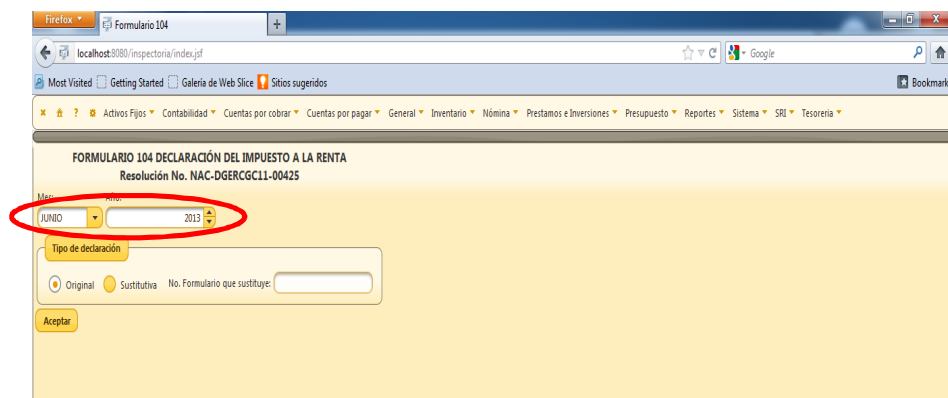 Firefox
Formulario 104
+
localhost:8080/inspectoria/index.jsf
Google
Most Visited Getting Started Galería de Web Slice Sitios sugeridos
Bookmark
? Activos Fijos Contabilidad Cuentas por cobrar Cuentas por pagar General Inventario Nómina Prestamos e Inversiones Presupuesto Reportes Sistema SRI Tesoreria
FORMULARIO 104 DECLARACIÓN DEL IMPUESTO A LA RENTA
Resolución No. NAC-DGERCGC11-00425
Mes: Año:
JUNIO 2013
Tipo de declaración
Original Sustitutiva No. Formulario que sustituye:
Aceptar